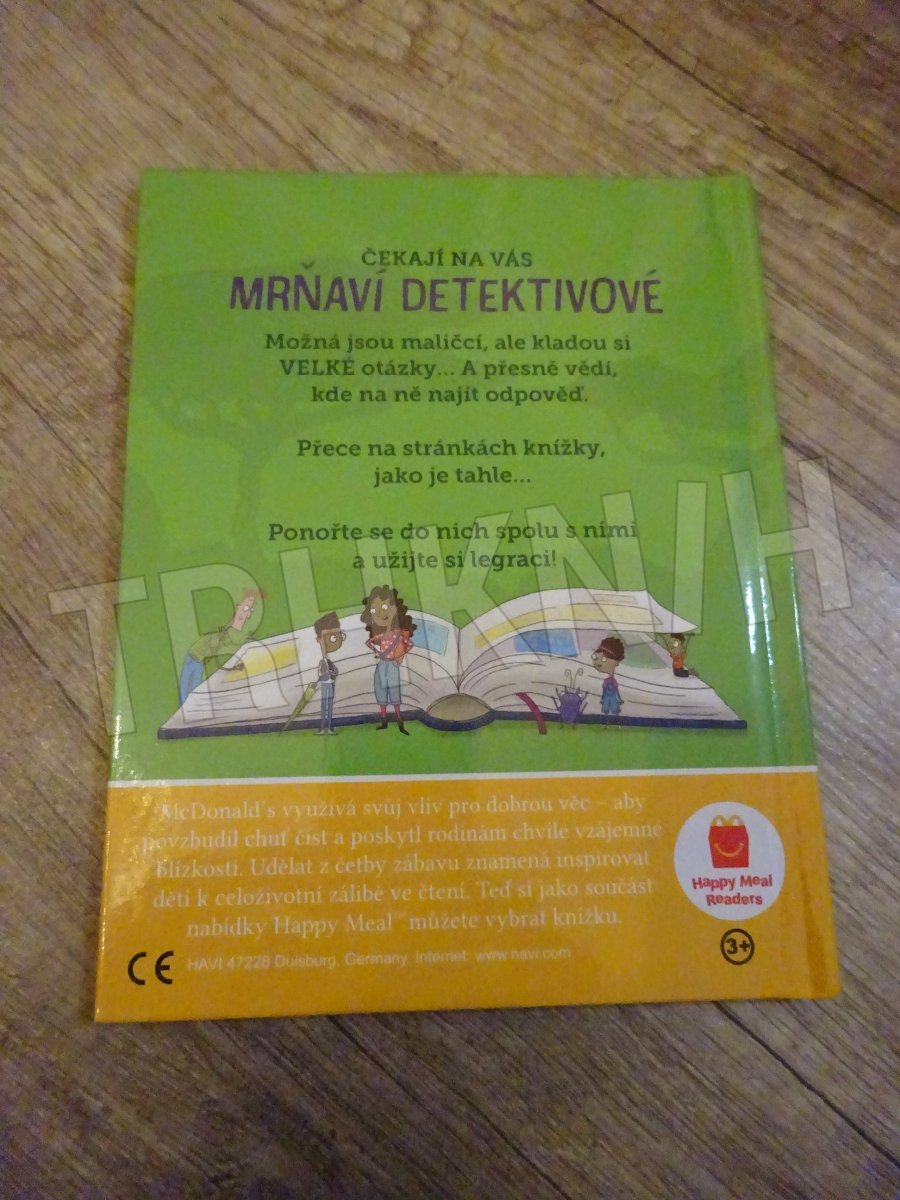 ČEKAJÍ NA VÁS
MRŇAVÍ DETEKTIVOVÉ
Možná jsou maličcí, ale kladou si
VELKÉ otázky... A přesně vědí,
kde na ně najít odpověď.
Přece na stránkách knížky,
jako je tahle...
Ponořte se do nich spolu s nimi
a užijte si legraci!
TRHKNIH
McDonald's využívá svůj vliv pro dobrou věc – aby
povzbudil chuť číst a poskytl rodinám chvíle vzájemné
blízkosti. Udělat z četby zábavu znamená inspirovat
děti k celoživotní zálibě ve čtení. Teď si jako součást
nabídky Happy Meal™ můžete vybrat knížku.
Happy Meal
Readers
3+
CE HAVI 47228 Duisburg, Germany. Internet: www.havi.com